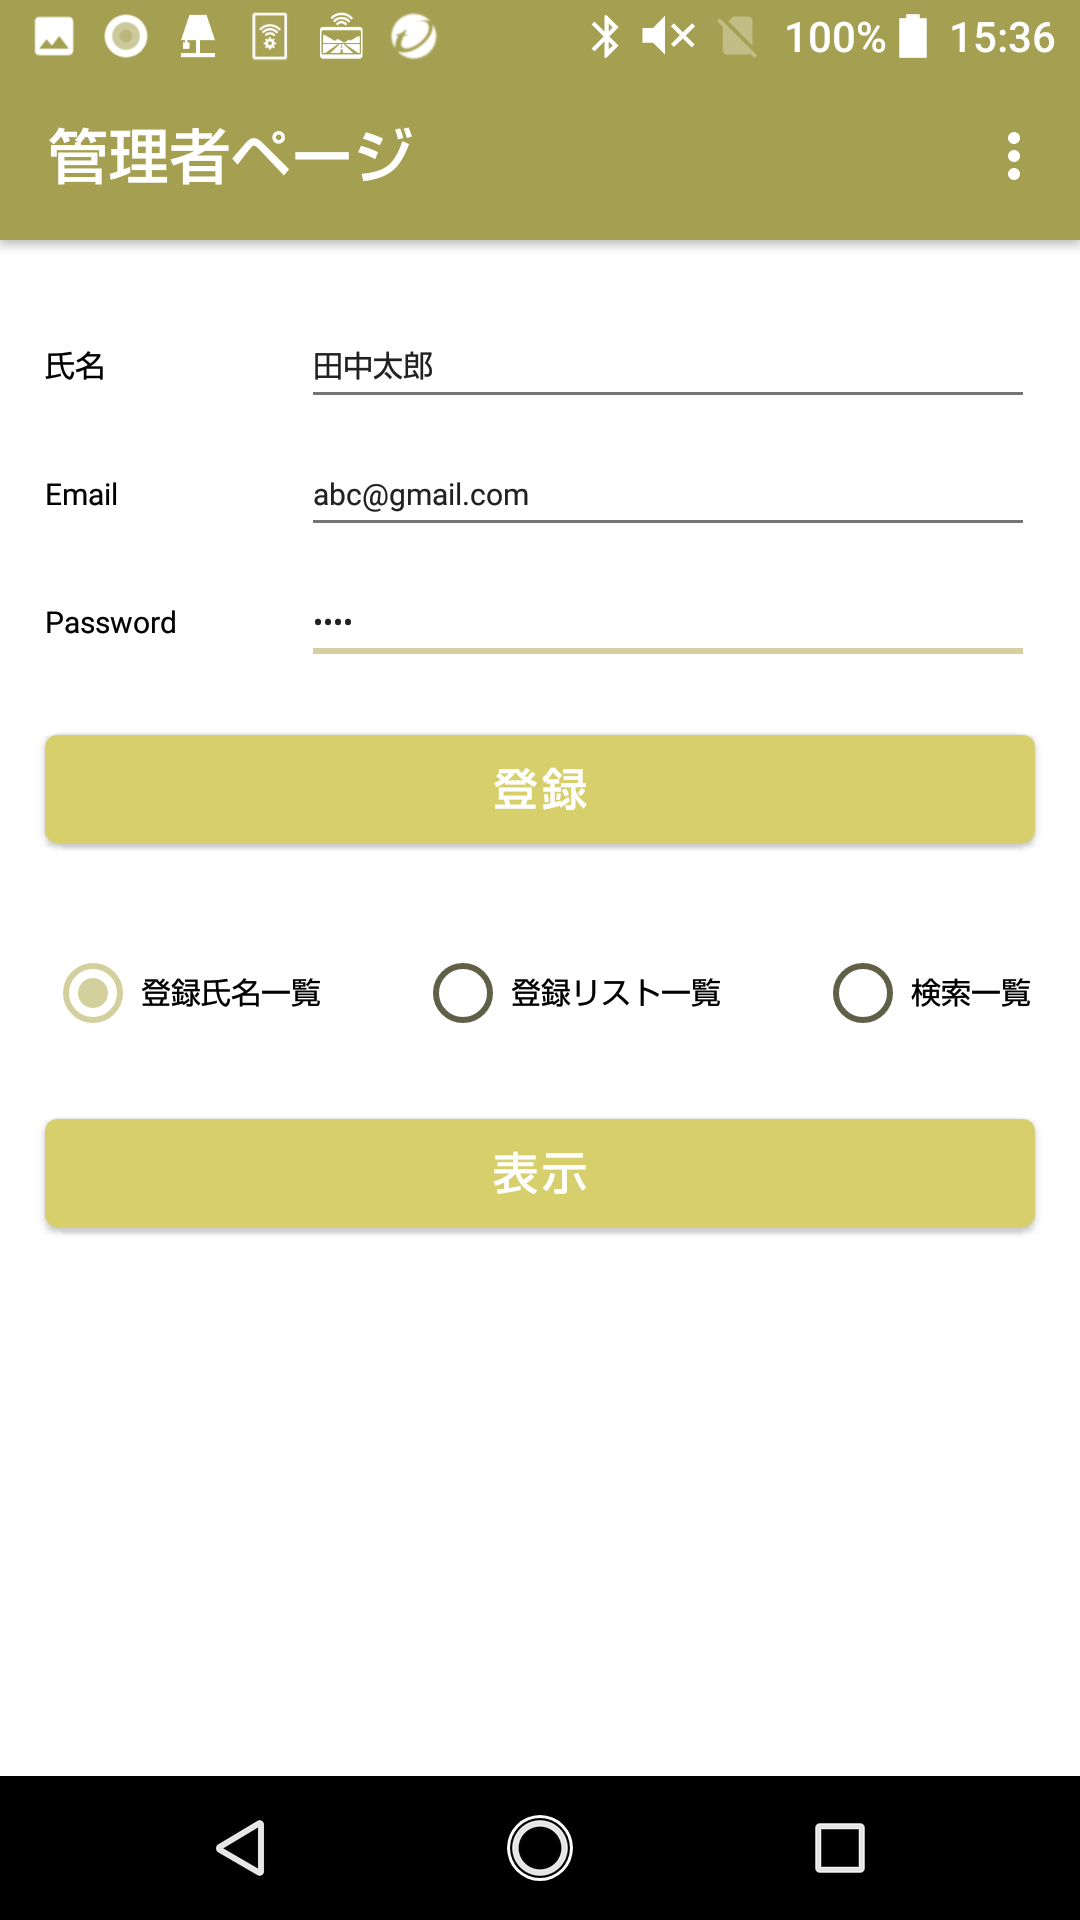 100% 15:36
管理者ページ
氏名 田中太郎
Email abc@gmail.com
Password ••••
登録
登録氏名一覧 登録リスト一覧 検索一覧
表示